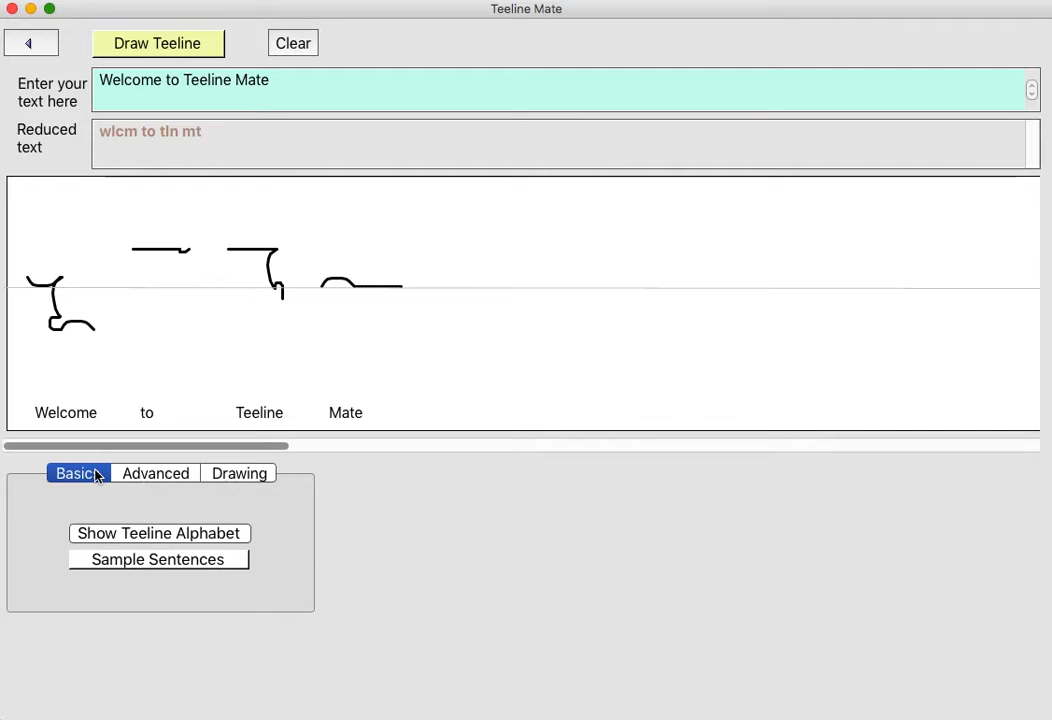 Teeline Mate
Draw Teeline
Clear
Enter your text here
Welcome to Teeline Mate
Reduced text
wlcm to tln mt
Welcome to Teeline Mate
Basic Advanced Drawing
Show Teeline Alphabet
Sample Sentences